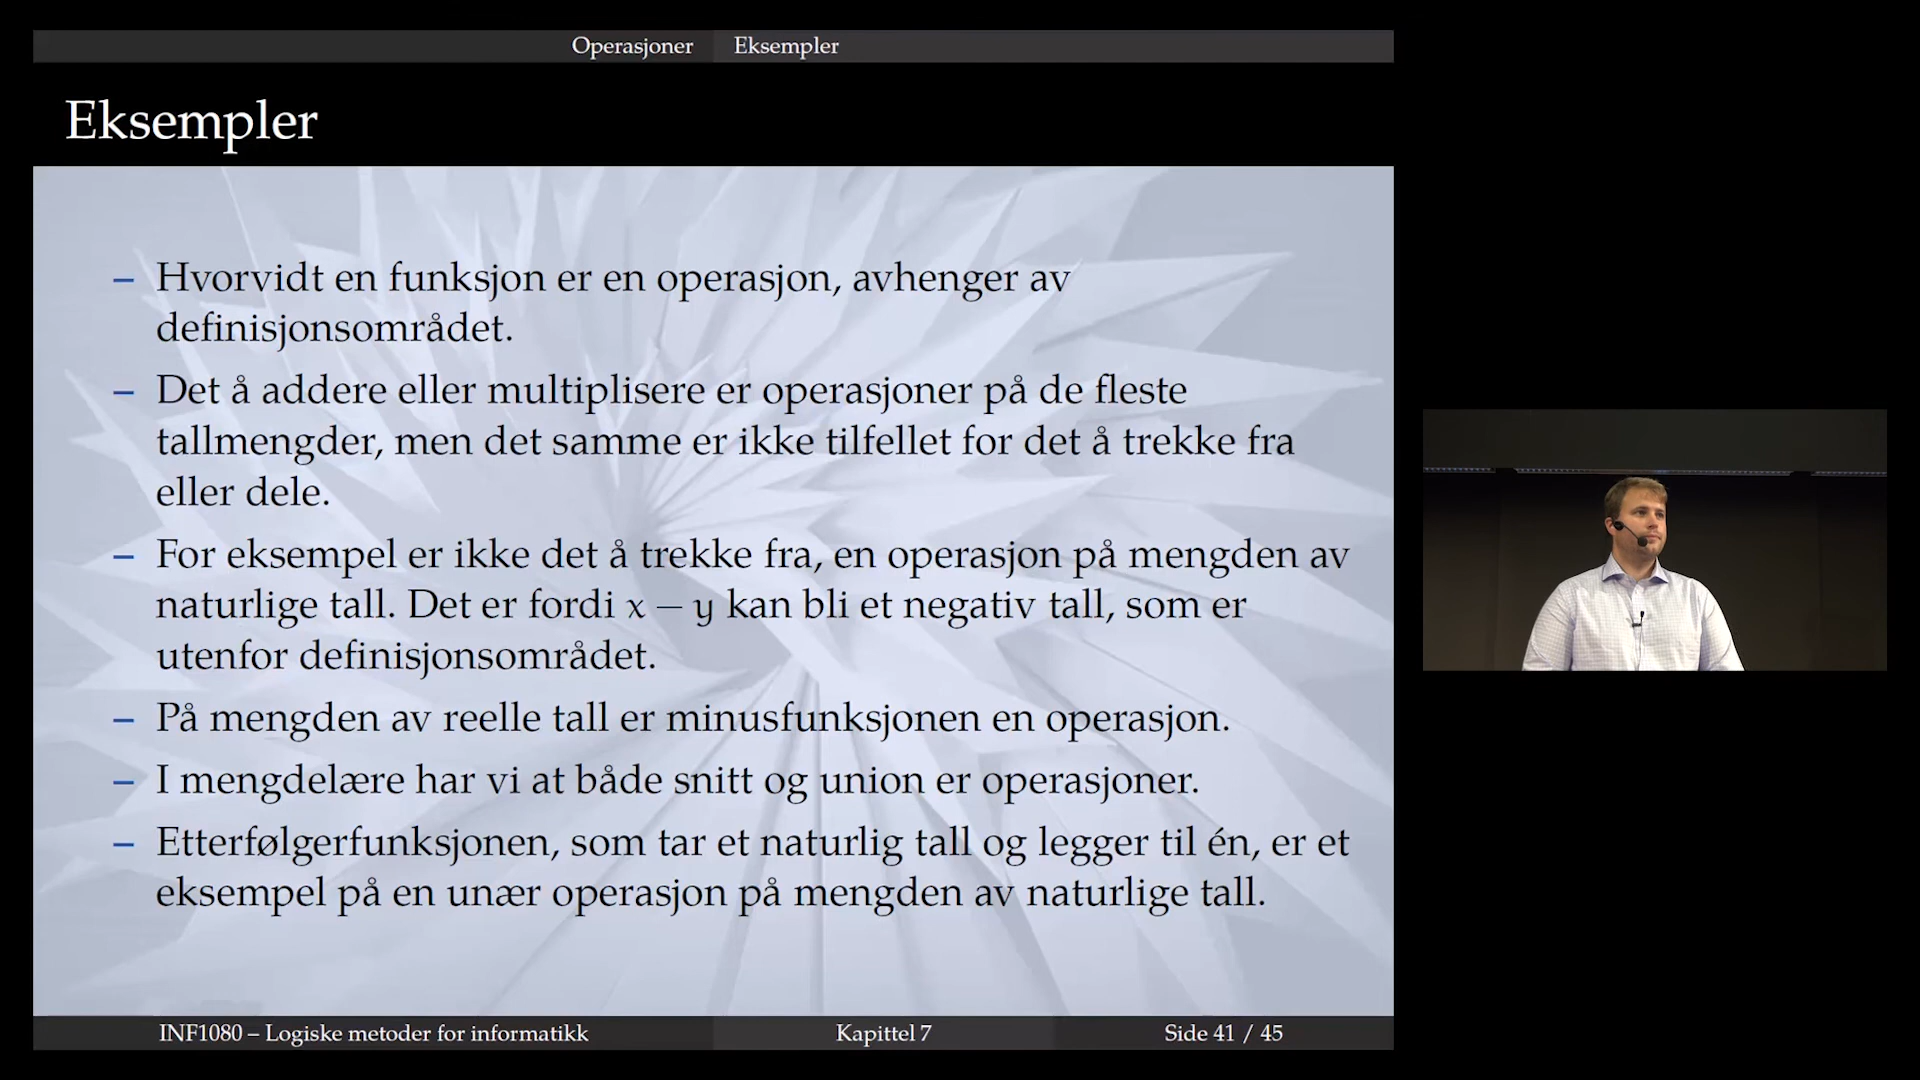 Operasjoner Eksempler
Eksempler
– Hvorvidt en funksjon er en operasjon, avhenger av
definisjonsområdet.
– Det å addere eller multiplisere er operasjoner på de fleste
tallmengder, men det samme er ikke tilfellet for det å trekke fra
eller dele.
– For eksempel er ikke det å trekke fra, en operasjon på mengden av
naturlige tall. Det er fordi x − y kan bli et negativ tall, som er
utenfor definisjonsområdet.
– På mengden av reelle tall er minusfunksjonen en operasjon.
– I mengdelære har vi at både snitt og union er operasjoner.
– Etterfølgerfunksjonen, som tar et naturlig tall og legger til én, er et
eksempel på en unær operasjon på mengden av naturlige tall.
INF1080 – Logiske metoder for informatikk Kapittel 7 Side 41 / 45